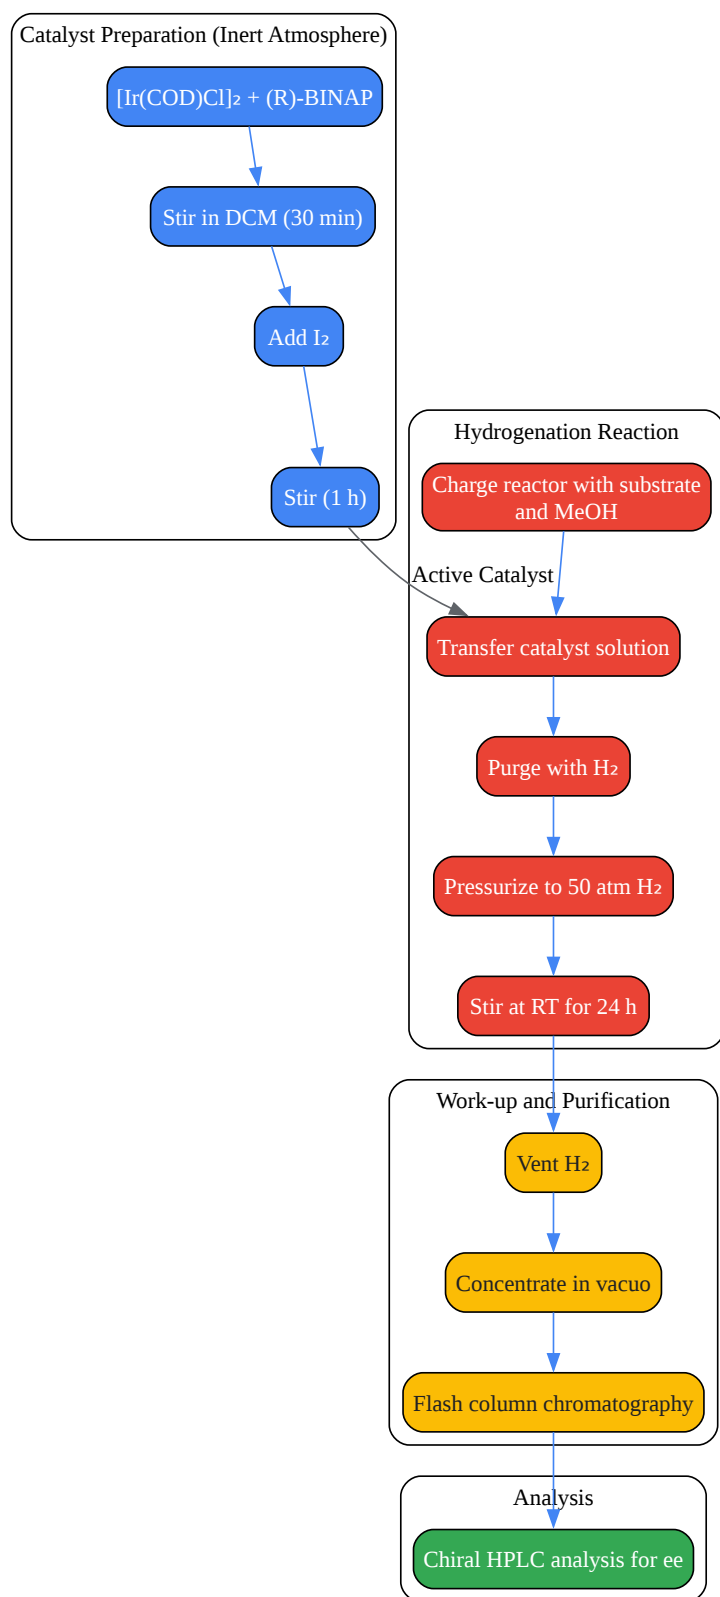 Catalyst Preparation (Inert Atmosphere)
[Ir(COD)Cl]₂ + (R)-BINAP
Stir in DCM (30 min)
Add I₂
Stir (1 h)
Hydrogenation Reaction
Charge reactor with substrate
and MeOH
Active Catalyst
Transfer catalyst solution
Purge with H₂
Pressurize to 50 atm H₂
Stir at RT for 24 h
Work-up and Purification
Vent H₂
Concentrate in vacuo
Flash column chromatography
Analysis
Chiral HPLC analysis for ee